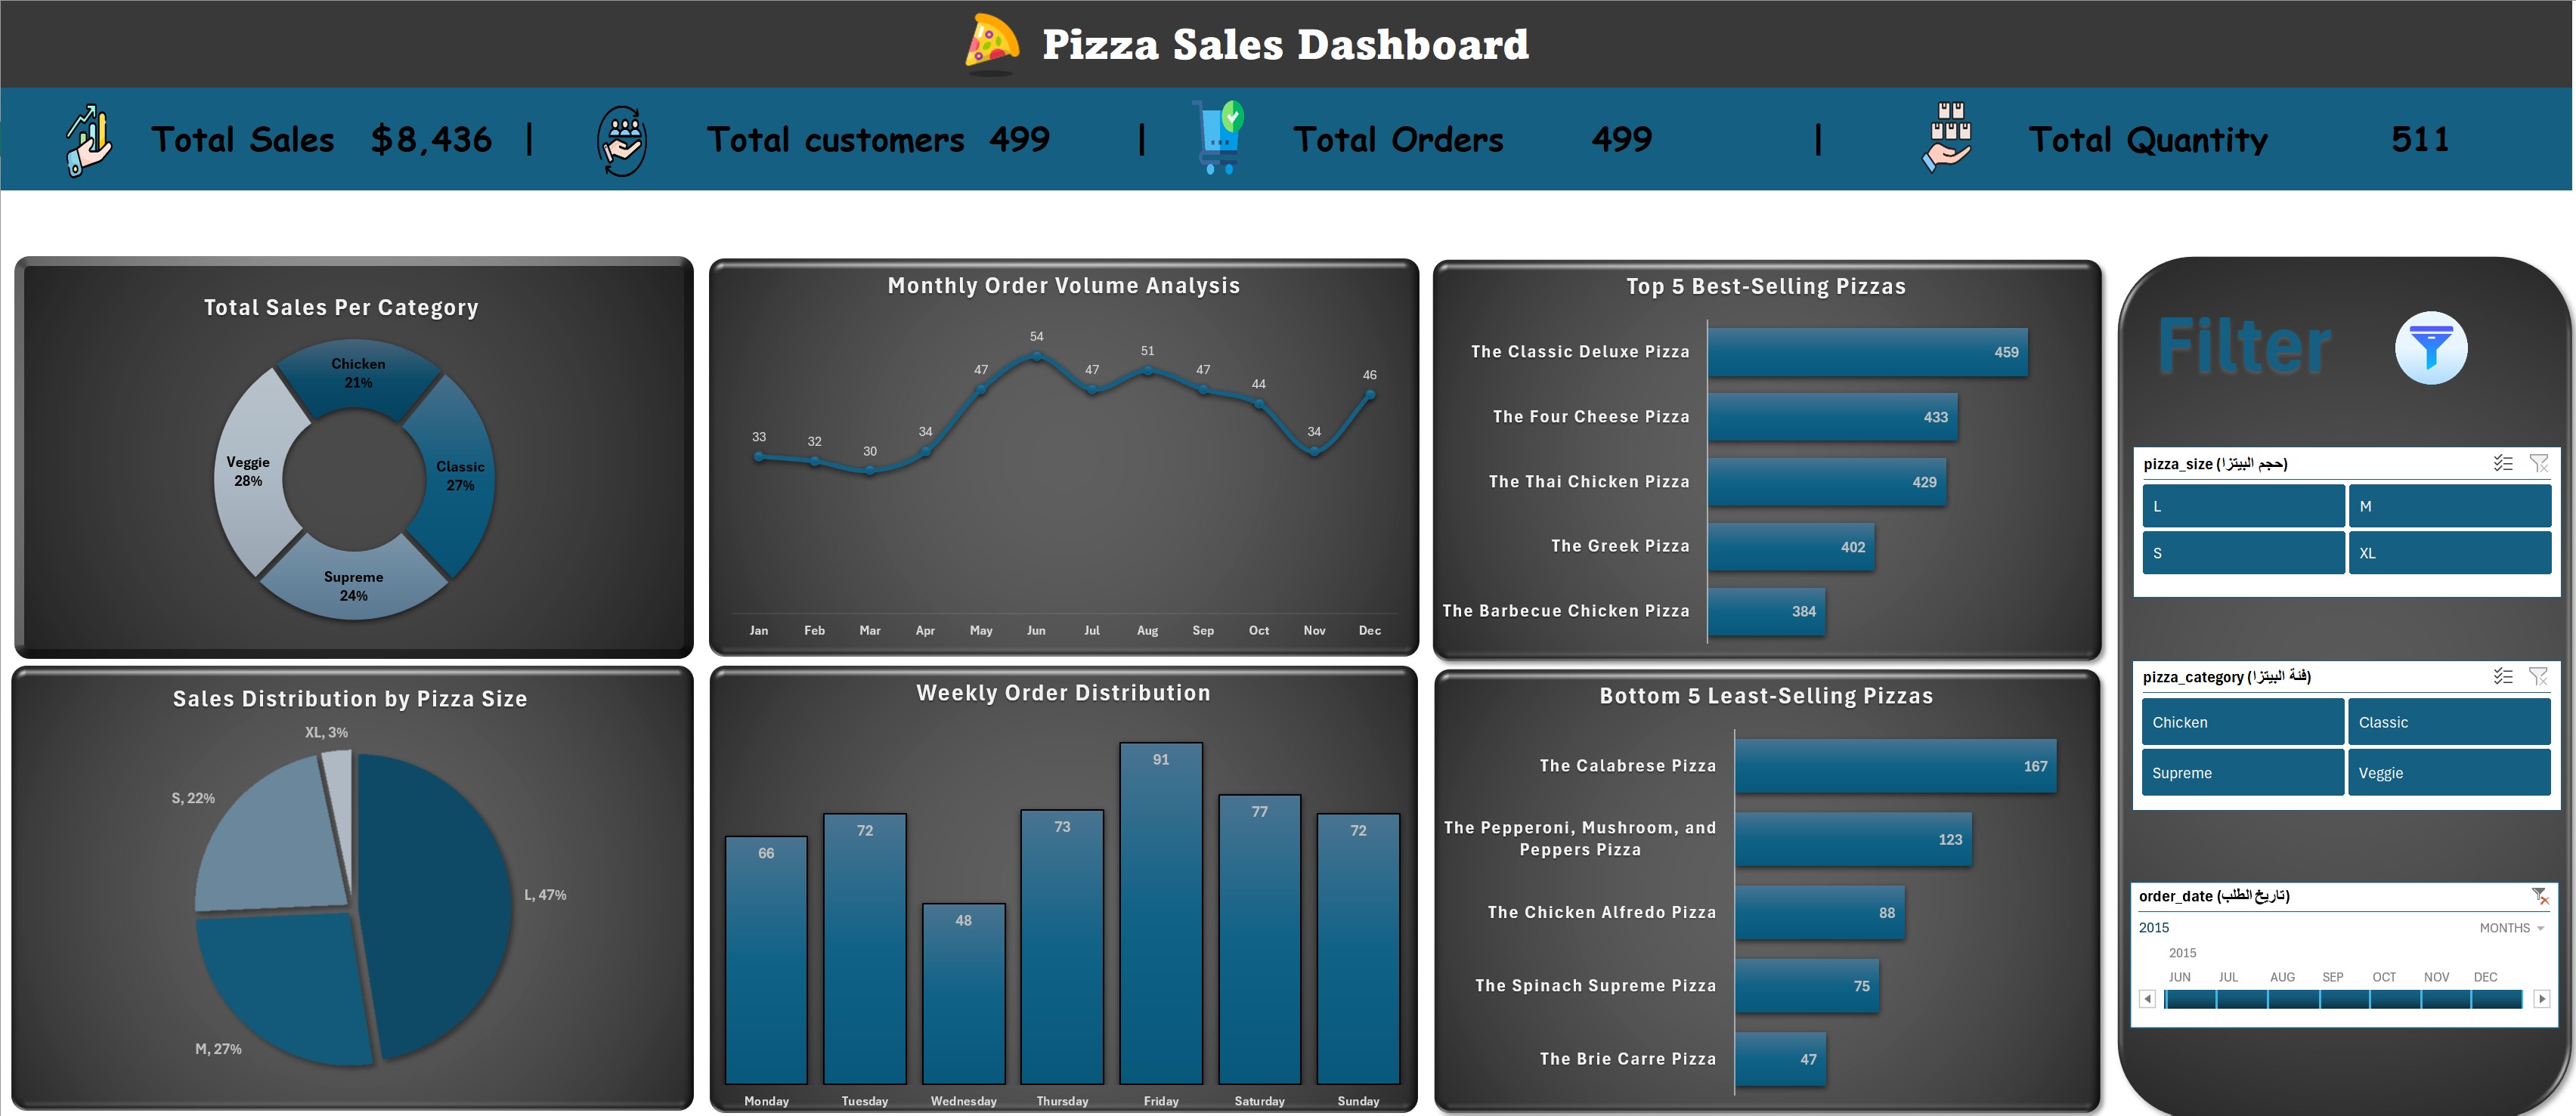 Pizza Sales Dashboard
Total Sales $8,436 |
Total customers 499 |
Total Orders 499 |
Total Quantity 511
Total Sales Per Category
Chicken
21%
Classic
27%
Veggie
28%
Supreme
24%
Monthly Order Volume Analysis
33
32
30
34
47
54
47
51
47
44
34
46
Jan Feb Mar Apr May Jun Jul Aug Sep Oct Nov Dec
Top 5 Best-Selling Pizzas
The Classic Deluxe Pizza 459
The Four Cheese Pizza 433
The Thai Chicken Pizza 429
The Greek Pizza 402
The Barbecue Chicken Pizza 384
Filter
pizza_size (حجم البيتزا)
L M
S XL
pizza_category (فئة البيتزا)
Chicken Classic
Supreme Veggie
order_date (تاريخ الطلب)
2015 MONTHS
2015
JUN JUL AUG SEP OCT NOV DEC
Sales Distribution by Pizza Size
XL, 3%
S, 22%
L, 47%
M, 27%
Weekly Order Distribution
66
72
48
73
91
77
72
Monday Tuesday Wednesday Thursday Friday Saturday Sunday
Bottom 5 Least-Selling Pizzas
The Calabrese Pizza 167
The Pepperoni, Mushroom, and
Peppers Pizza 123
The Chicken Alfredo Pizza 88
The Spinach Supreme Pizza 75
The Brie Carre Pizza 47